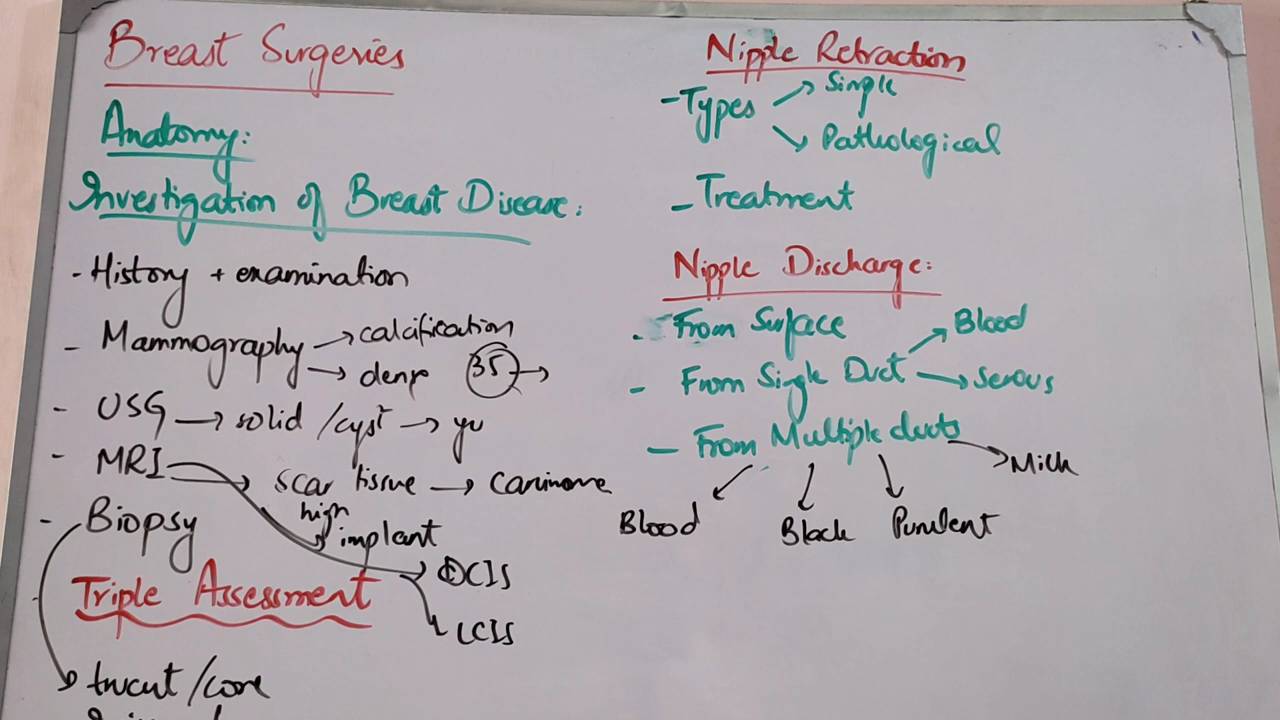 Breast Surgeries
Anatomy:
Investigation of Breast Disease:
- History + examination
- Mammography → calcification
→ dense 35 →
- USG → solid / cyst →
- MRI → scar tissue → Carcinoma
high
implant
- Biopsy
DCIS
Triple Assessment
LCIS
trucut / core
Nipple Retraction
- Types → Simple
→ Pathological
- Treatment
Nipple Discharge:
- From Surface
- From Single Duct → Blood
→ Serous
- From Multiple ducts
→ Milk
Blood Black Purulent